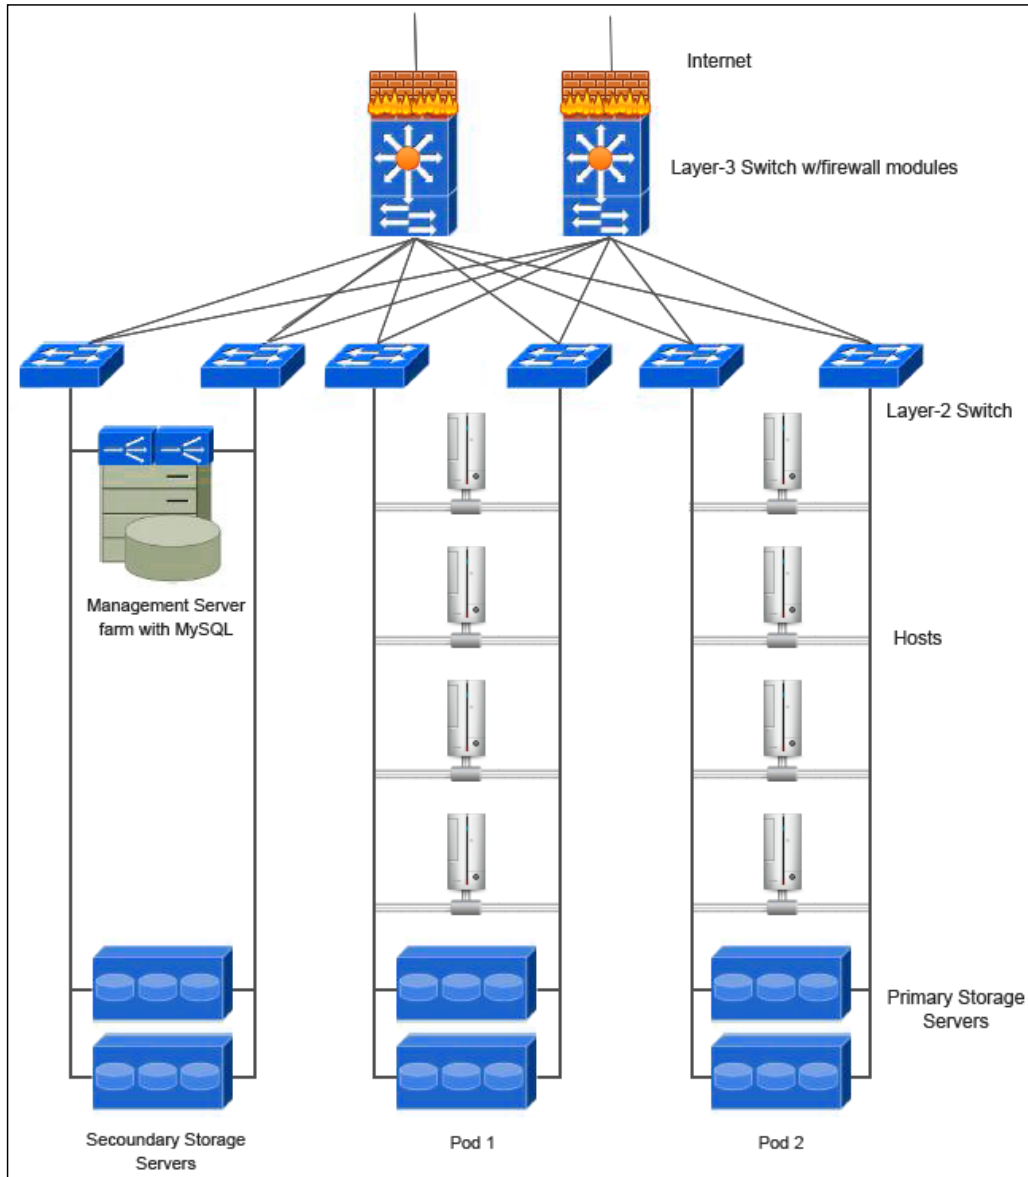 Internet
Layer-3 Switch w/firewall modules
Layer-2 Switch
Management Server
farm with MySQL
Hosts
Primary Storage
Servers
Secoundary Storage
Servers
Pod 1
Pod 2